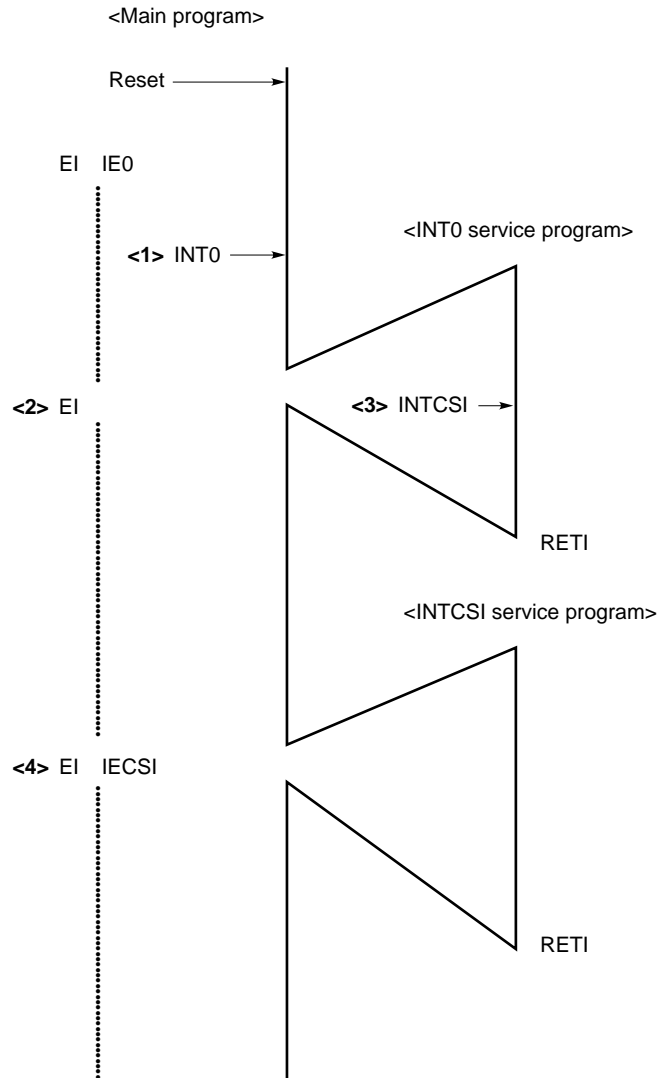 <Main program>
Reset
EI IE0
<INT0 service program>
<1> INT0
<2> EI
<3> INTCSI
RETI
<INTCSI service program>
<4> EI IECSI
RETI